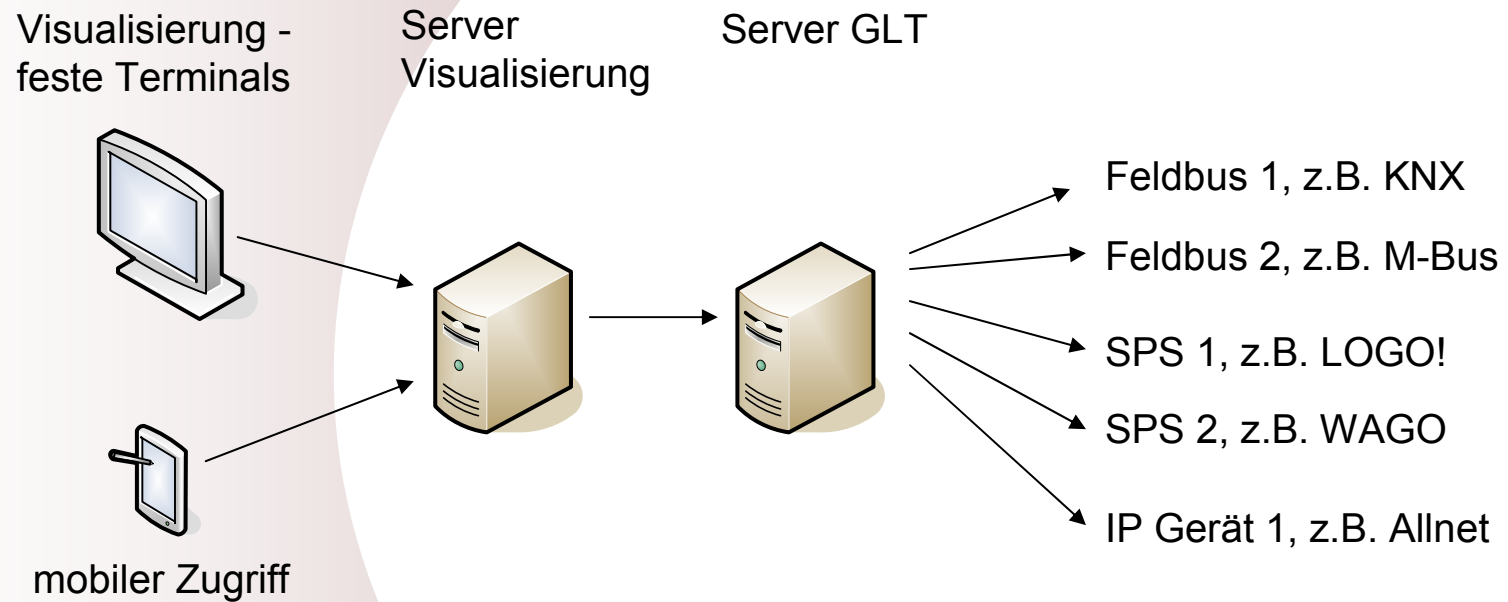 Visualisierung -
feste Terminals
Server
Visualisierung
Server GLT
Feldbus 1, z.B. KNX
Feldbus 2, z.B. M-Bus
SPS 1, z.B. LOGO!
SPS 2, z.B. WAGO
IP Gerät 1, z.B. Allnet
mobiler Zugriff